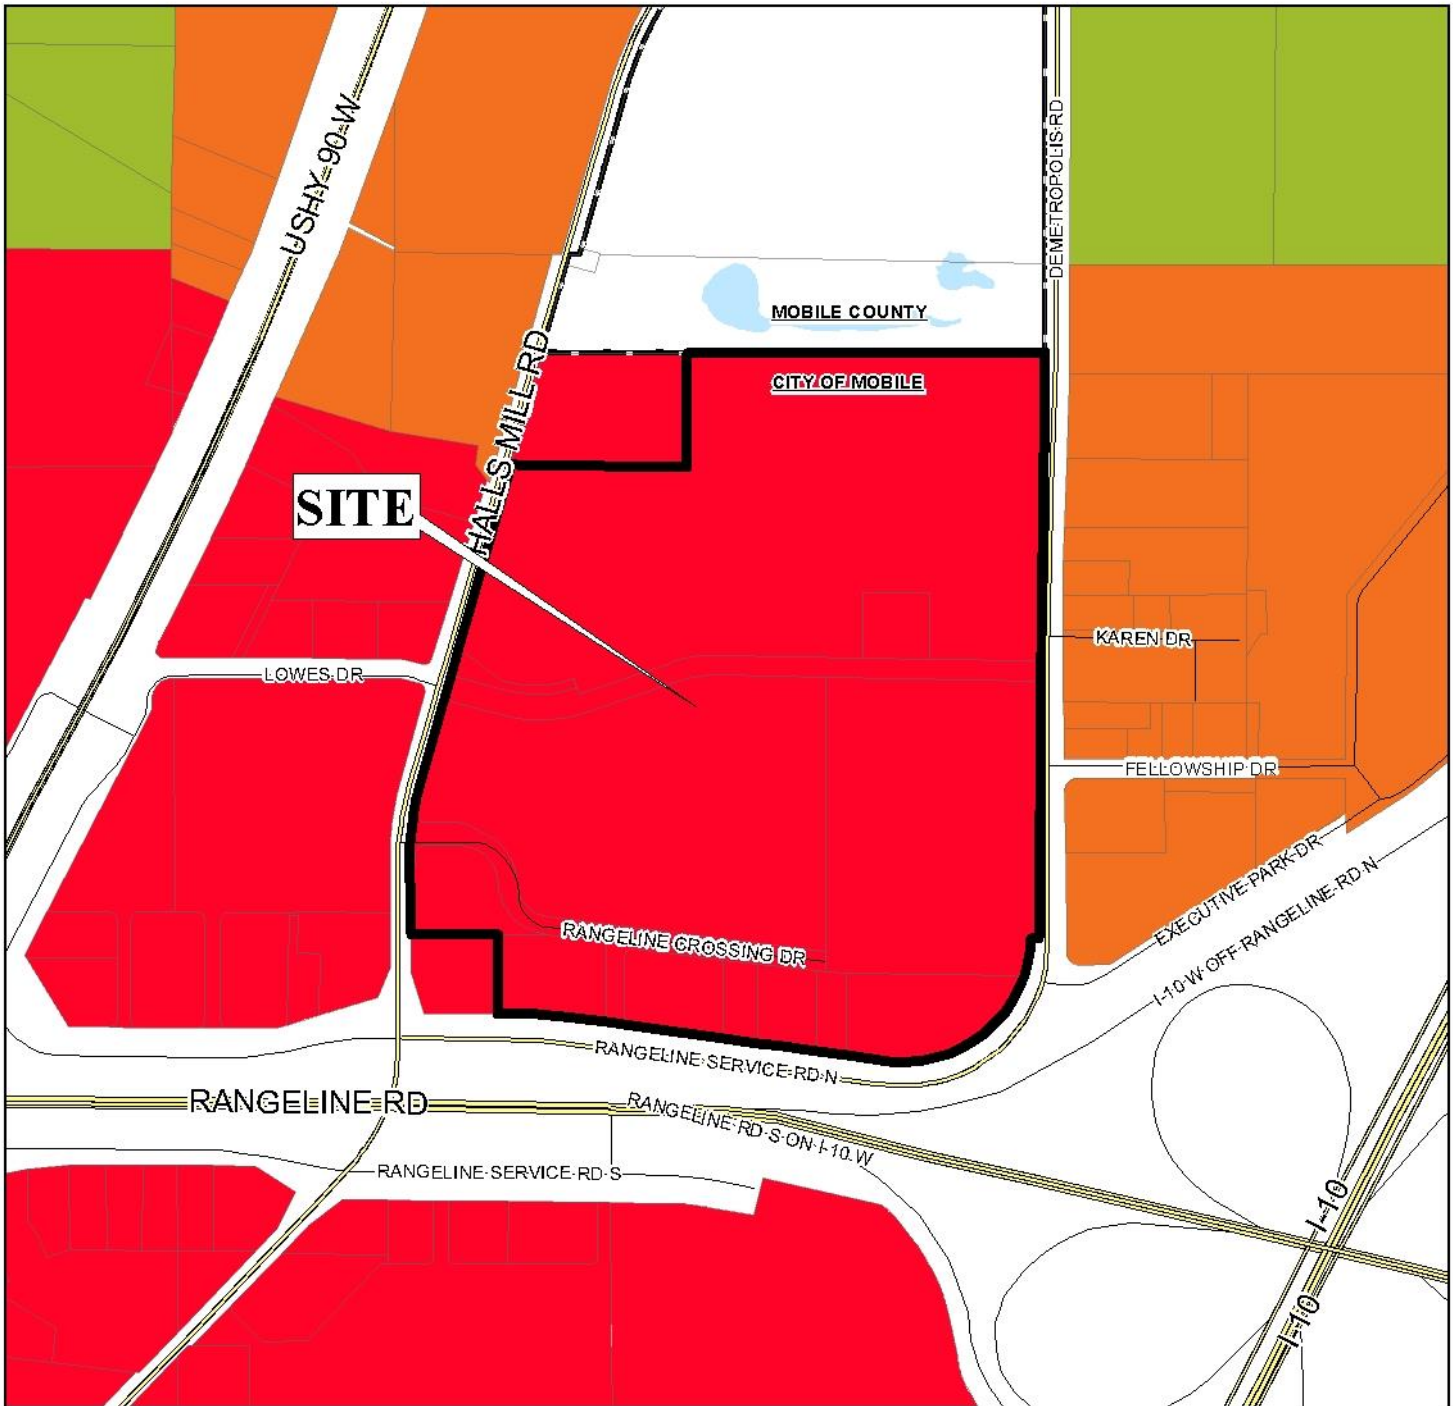 USHY 90 W
DEMETROPOLIS RD
MOBILE COUNTY
HALLS MILL RD
CITY OF MOBILE
SITE
KAREN DR
LOWES DR
FELLOWSHIP DR
EXECUTIVE PARK DR
I-10 W OFF RANGELINE RD N
RANGELINE CROSSING DR
RANGELINE SERVICE RD N
RANGELINE RD
RANGELINE RD S ON I-10 W
RANGELINE SERVICE RD S
I-10
I-10